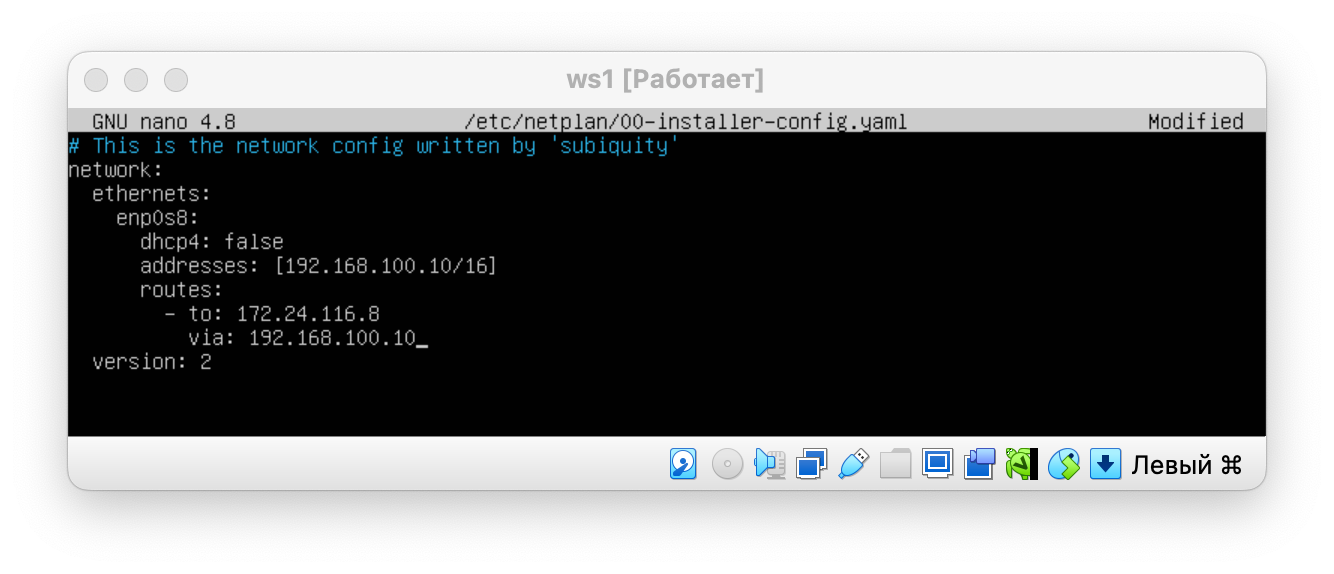 ws1 [Работает]
GNU nano 4.8 /etc/netplan/00-installer-config.yaml Modified
# This is the network config written by 'subiquity'
network:
  ethernets:
    enp0s8:
      dhcp4: false
      addresses: [192.168.100.10/16]
      routes:
        - to: 172.24.116.8
          via: 192.168.100.10_
  version: 2
Левый ⌘